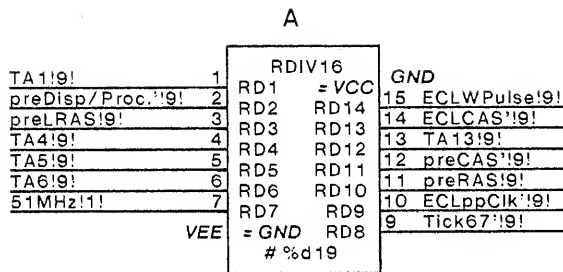 A
RDIV16
TA1!9! 1 RD1 = VCC GND
preDisp/Proc.'!9! 2 RD2 RD14 15 ECLWPulse!9!
preLRAS!9! 3 RD3 RD13 14 ECLCAS'!9!
TA4!9! 4 RD4 RD12 13 TA13!9!
TA5!9! 5 RD5 RD11 12 preCAS'!9!
TA6!9! 6 RD6 RD10 11 preRAS!9!
51MHz!1! 7 RD7 RD9 10 ECLppClk'!9!
VEE = GND RD8 9 Tick67'!9!
# %d19